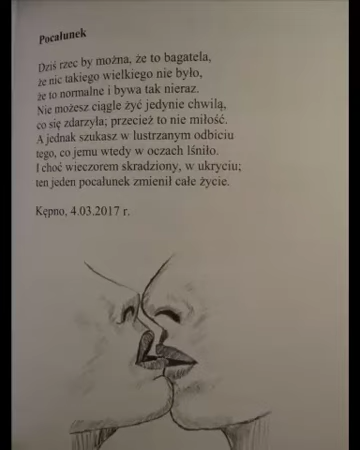 Pocałunek
Dziś rzec by można, że to bagatela,
że nic takiego wielkiego nie było,
że to normalne i bywa tak nieraz.
Nie możesz ciągle żyć jedynie chwilą,
co się zdarzyła; przecież to nie miłość.
A jednak szukasz w lustrzanym odbiciu
tego, co jemu wtedy w oczach lśniło.
I choć wieczorem skradziony, w ukryciu;
ten jeden pocałunek zmienił całe życie.
Kępno, 4.03.2017 r.